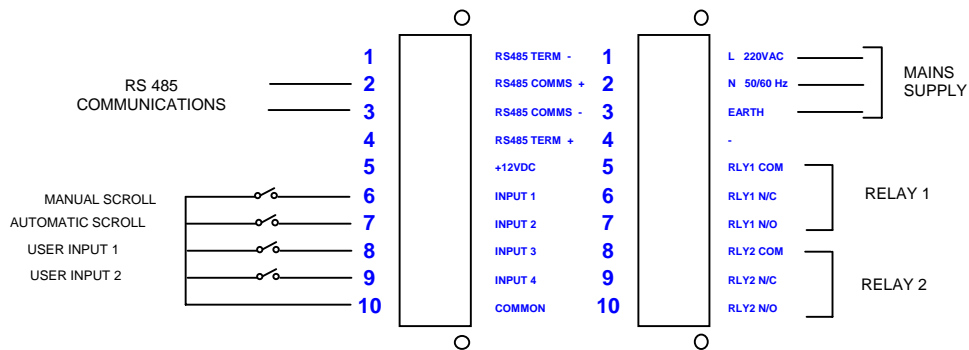 1 RS485 TERM - 1 L 220VAC
RS 485 2 RS485 COMMS + 2 N 50/60 Hz MAINS
COMMUNICATIONS 3 RS485 COMMS - 3 EARTH SUPPLY
4 RS485 TERM + 4 -
5 +12VDC 5 RLY1 COM
MANUAL SCROLL 6 INPUT 1 6 RLY1 N/C RELAY 1
AUTOMATIC SCROLL 7 INPUT 2 7 RLY1 N/O
USER INPUT 1 8 INPUT 3 8 RLY2 COM
USER INPUT 2 9 INPUT 4 9 RLY2 N/C RELAY 2
10 COMMON 10 RLY2 N/O